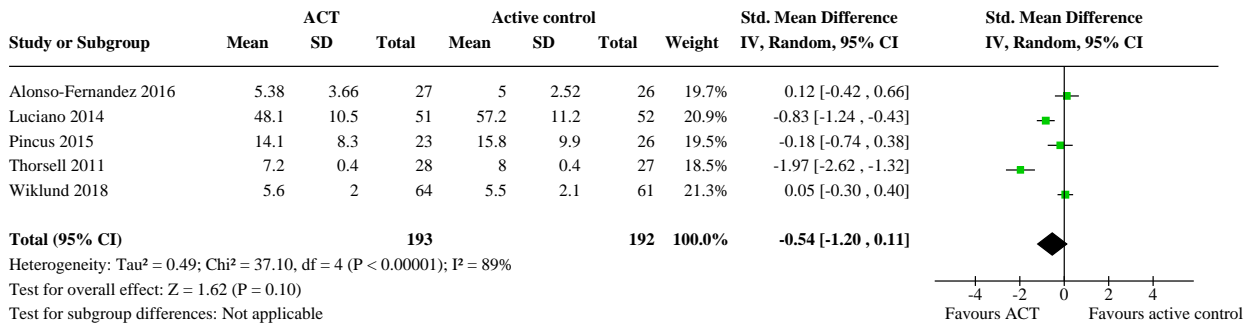 ACT Active control Std. Mean Difference Std. Mean Difference
Study or Subgroup Mean SD Total Mean SD Total Weight IV, Random, 95% CI IV, Random, 95% CI
Alonso-Fernandez 2016 5.38 3.66 27 5 2.52 26 19.7% 0.12 [-0.42 , 0.66]
Luciano 2014 48.1 10.5 51 57.2 11.2 52 20.9% -0.83 [-1.24 , -0.43]
Pincus 2015 14.1 8.3 23 15.8 9.9 26 19.5% -0.18 [-0.74 , 0.38]
Thorsell 2011 7.2 0.4 28 8 0.4 27 18.5% -1.97 [-2.62 , -1.32]
Wiklund 2018 5.6 2 64 5.5 2.1 61 21.3% 0.05 [-0.30 , 0.40]
Total (95% CI) 193 192 100.0% -0.54 [-1.20 , 0.11]
Heterogeneity: Tau² = 0.49; Chi² = 37.10, df = 4 (P < 0.00001); I² = 89%
Test for overall effect: Z = 1.62 (P = 0.10)
Test for subgroup differences: Not applicable
-4 -2 0 2 4
Favours ACT Favours active control